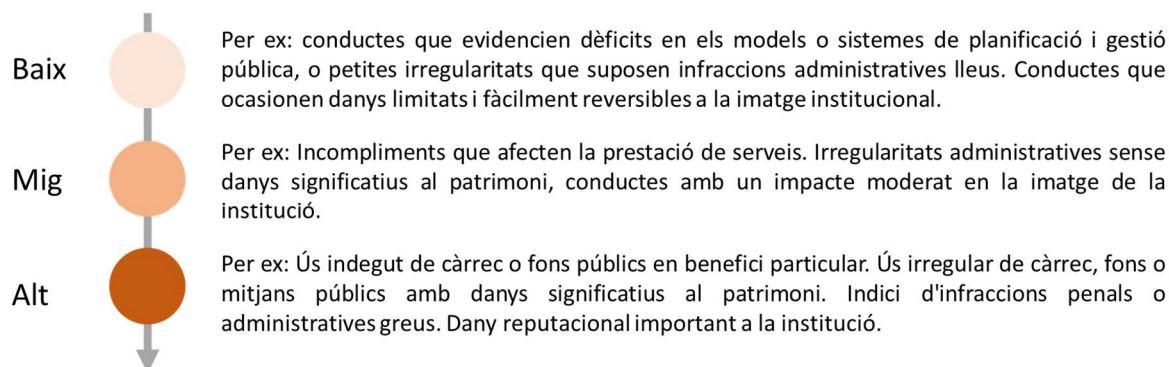 Baix
Per ex: conductes que evidencien dèficits en els models o sistemes de planificació i gestió
pública, o petites irregularitats que suposen infraccions administratives lleus. Conductes que
ocasionen danys limitats i fàcilment reversibles a la imatge institucional.
Mig
Per ex: Incompliments que afecten la prestació de serveis. Irregularitats administratives sense
danys significatius al patrimoni, conductes amb un impacte moderat en la imatge de la
institució.
Alt
Per ex: Ús indegut de càrrec o fons públics en benefici particular. Ús irregular de càrrec, fons o
mitjans públics amb danys significatius al patrimoni. Indici d'infraccions penals o
administratives greus. Dany reputacional important a la institució.